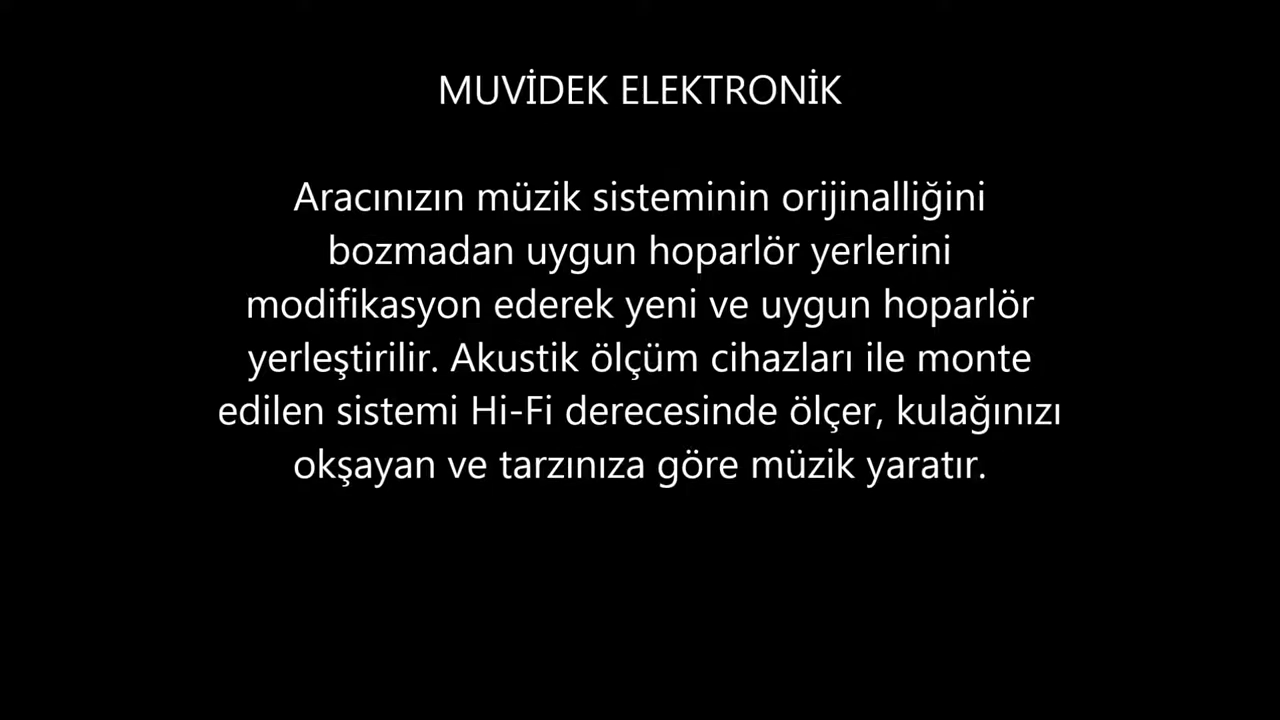 MUVİDEK ELEKTRONİK
Aracınızın müzik sisteminin orijinalliğini
bozmadan uygun hoparlör yerlerini
modifikasyon ederek yeni ve uygun hoparlör
yerleştirilir. Akustik ölçüm cihazları ile monte
edilen sistemi Hi-Fi derecesinde ölçer, kulağınızı
okşayan ve tarzınıza göre müzik yaratır.